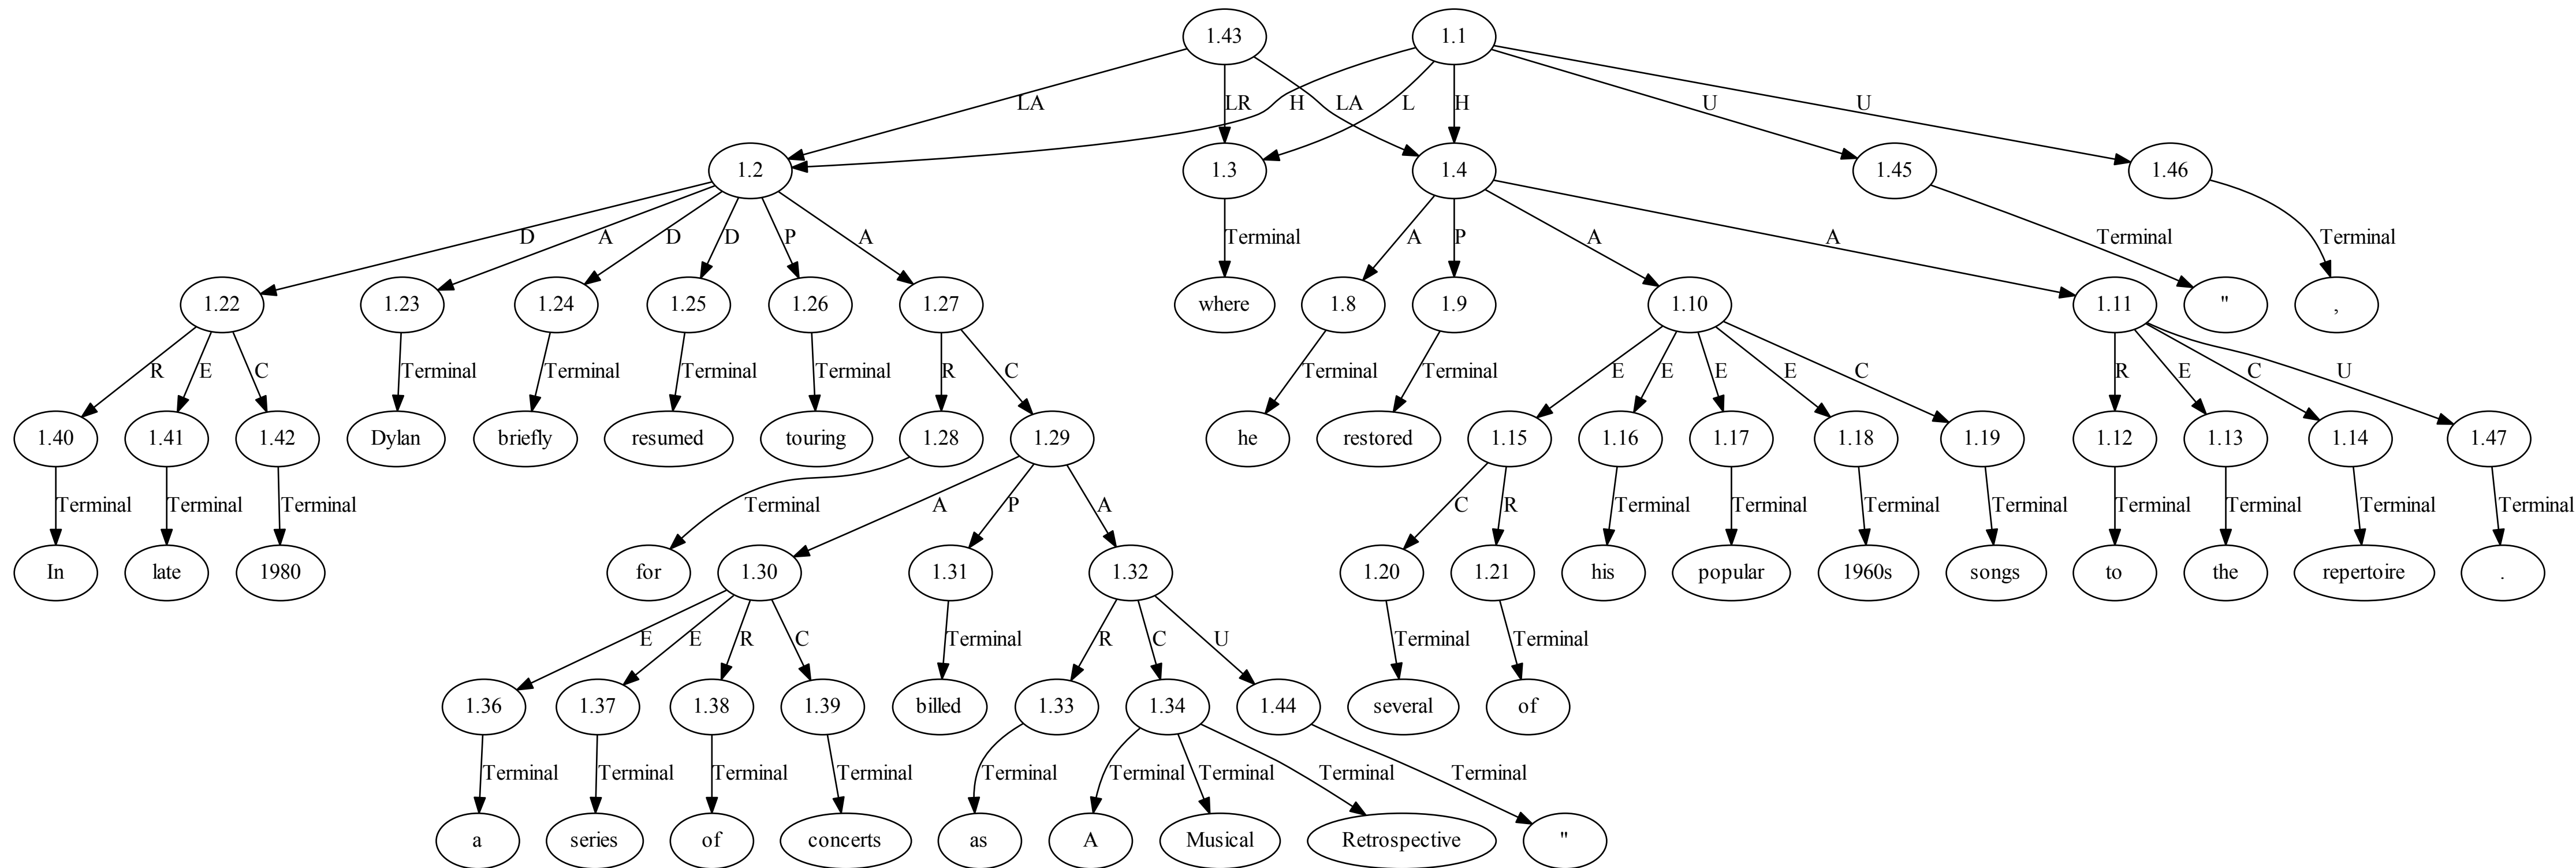 1.43 1.1
LA LR H LA L H U U
1.2 1.3 1.4 1.45 1.46
D A D D P A Terminal A P A A Terminal Terminal
1.22 1.23 1.24 1.25 1.26 1.27 where 1.8 1.9 1.10 1.11 " ,
R E C Terminal Terminal Terminal Terminal R C Terminal Terminal E E E E C R E C U
1.40 1.41 1.42 Dylan briefly resumed touring 1.28 1.29 he restored 1.15 1.16 1.17 1.18 1.19 1.12 1.13 1.14 1.47
Terminal Terminal Terminal Terminal A P A C R Terminal Terminal Terminal Terminal Terminal Terminal Terminal Terminal
In late 1980 for 1.30 1.31 1.32 1.20 1.21 his popular 1960s songs to the repertoire .
E E R C Terminal R C U Terminal Terminal
1.36 1.37 1.38 1.39 billed 1.33 1.34 1.44 several of
Terminal Terminal Terminal Terminal Terminal Terminal Terminal Terminal Terminal
a series of concerts as A Musical Retrospective "